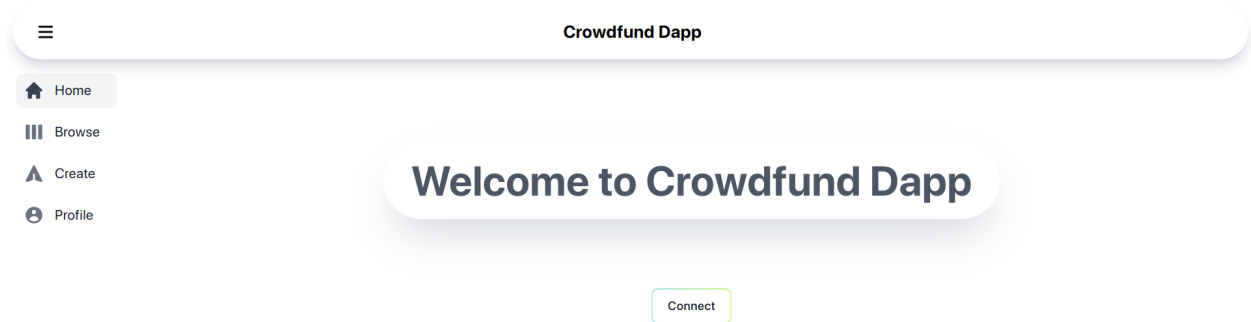 Crowdfund Dapp
Home
Browse
Create
Profile
Welcome to Crowdfund Dapp
Connect